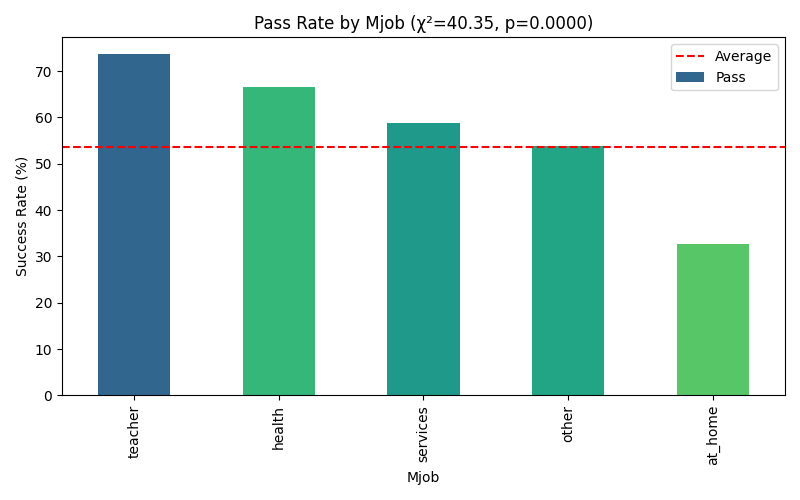 Pass Rate by Mjob (χ²=40.35, p=0.0000)
Average
Pass
Success Rate (%)
70
60
50
40
30
20
10
0
teacher
health
services
other
at_home
Mjob